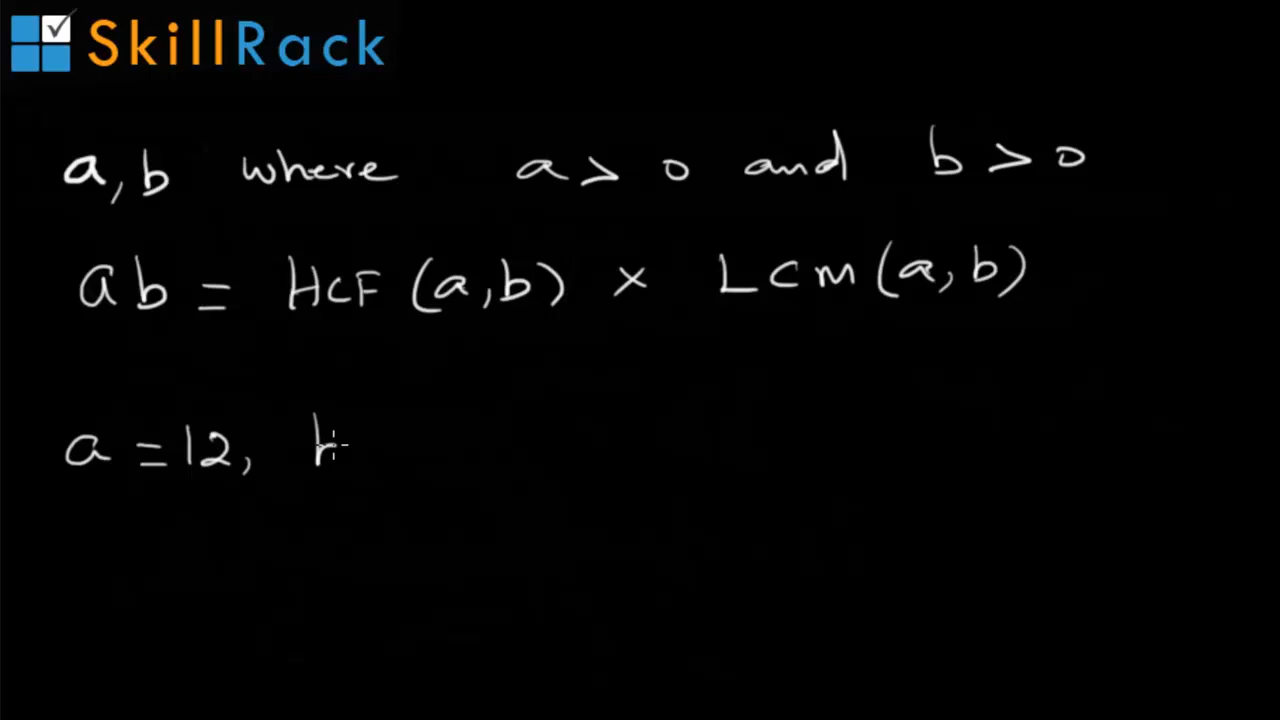 SkillRack
a, b where a > 0 and b > 0
ab = HCF (a, b) × LCM (a, b)
a = 12,